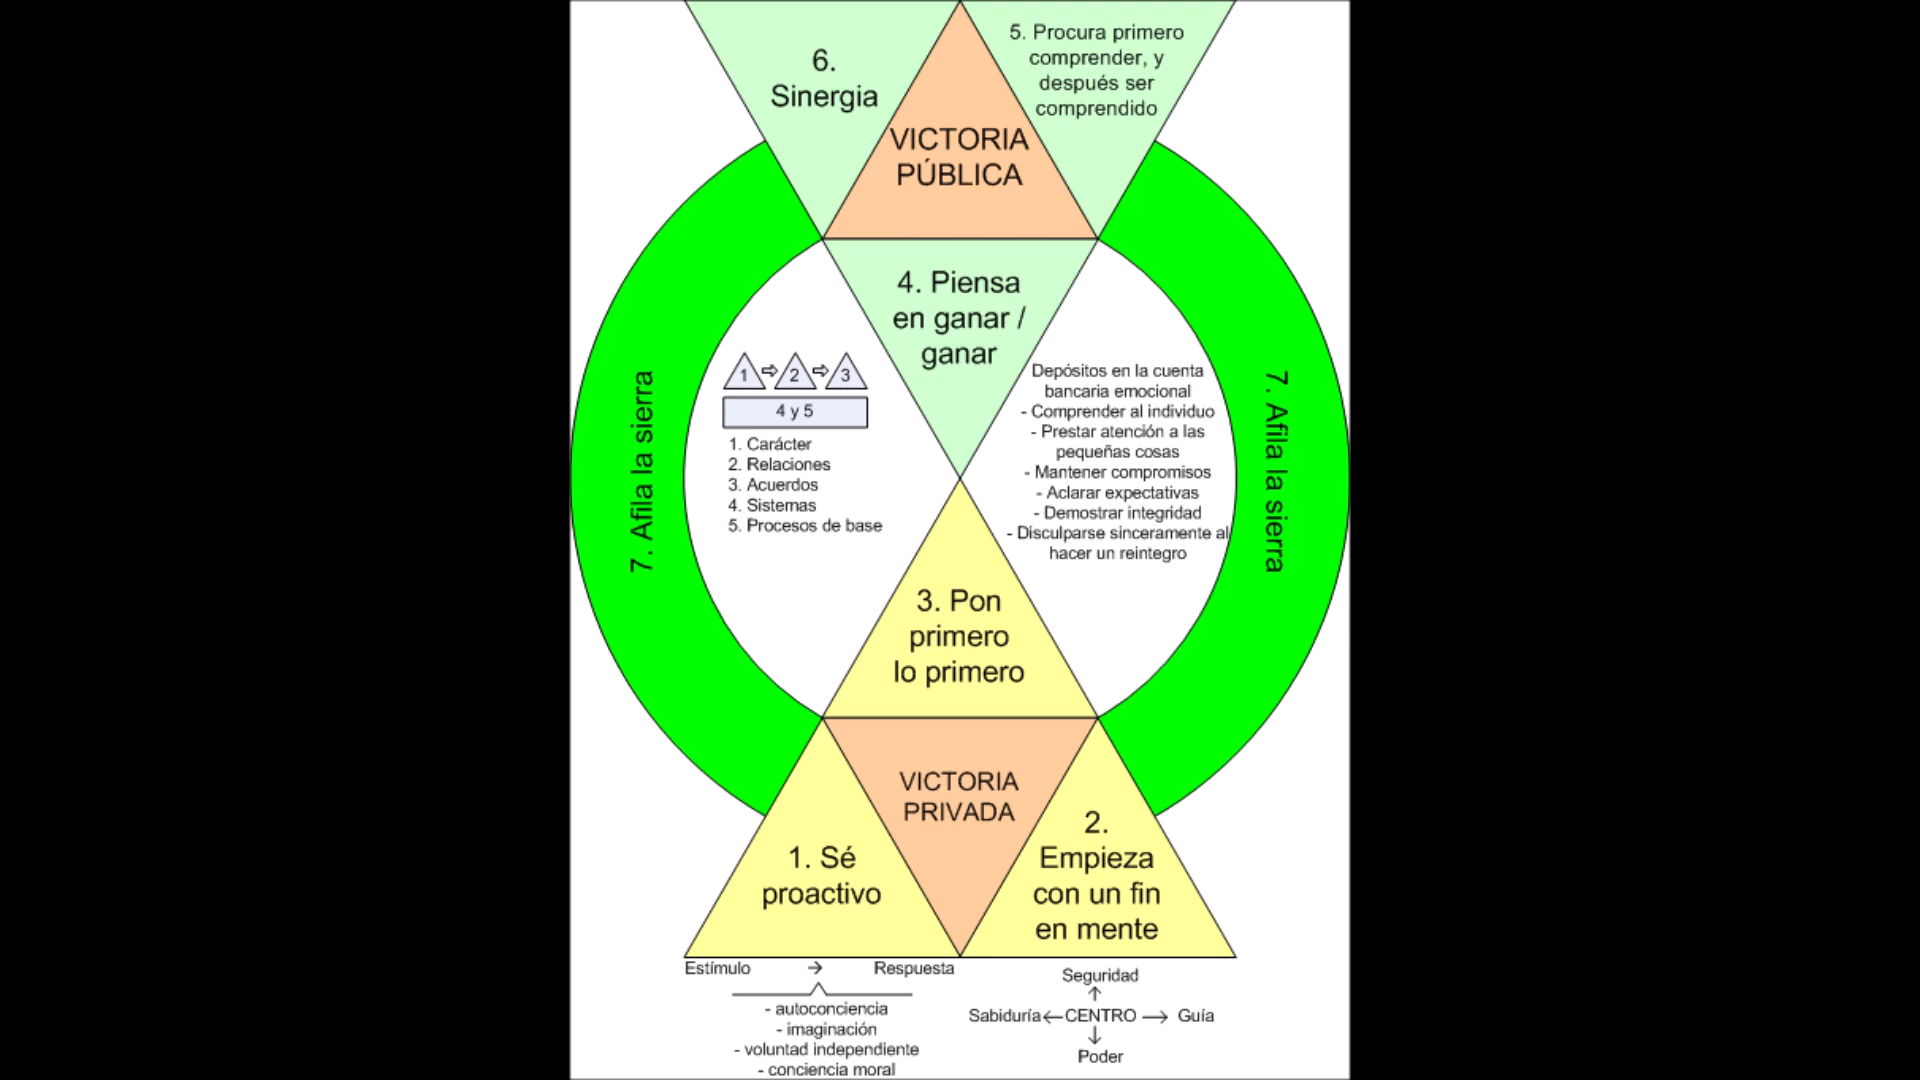 6.
Sinergia
5. Procura primero
comprender, y
después ser
comprendido
VICTORIA
PÚBLICA
4. Piensa
en ganar /
ganar
7. Afila la sierra
1
2
3
4 y 5
1. Carácter
2. Relaciones
3. Acuerdos
4. Sistemas
5. Procesos de base
Depósitos en la cuenta
bancaria emocional
- Comprender al individuo
- Prestar atención a las
pequeñas cosas
- Mantener compromisos
- Aclarar expectativas
- Demostrar integridad
- Disculparse sinceramente al
hacer un reintegro
7. Afila la sierra
3. Pon
primero
lo primero
VICTORIA
PRIVADA
1. Sé
proactivo
2.
Empieza
con un fin
en mente
Estímulo → Respuesta
- autoconciencia
- imaginación
- voluntad independiente
- conciencia moral
Seguridad
↑
Sabiduría ← CENTRO → Guía
↓
Poder